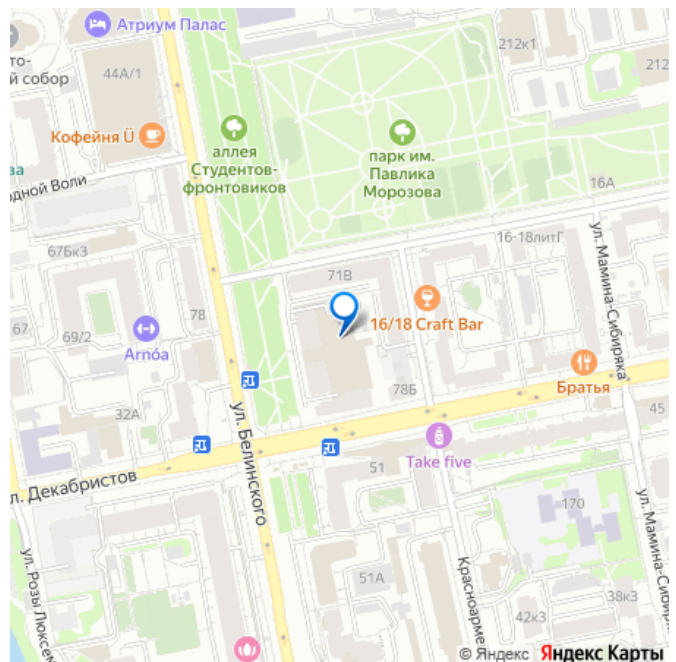 Атриум Палас
212к1
212
то-
й собор
44А/1
Кофейня Ü
ва
аллея
Студентов-
фронтовиков
парк им.
Павлика
Морозова
одной Воли
16А
ул. Мамина-Сибиряка
16-18литГ
67Бк3
71В
78
67
69/2
Arnóa
16/18 Craft Bar
Братья
78Б
32А
45
ул. Белинского
Take five
51
л. Декабристов
170
ул. Мамина-Сибиряк
ул. Розы Люксем
51А
Красноарме
38к3
42к3
© Яндекс Яндекс Карты